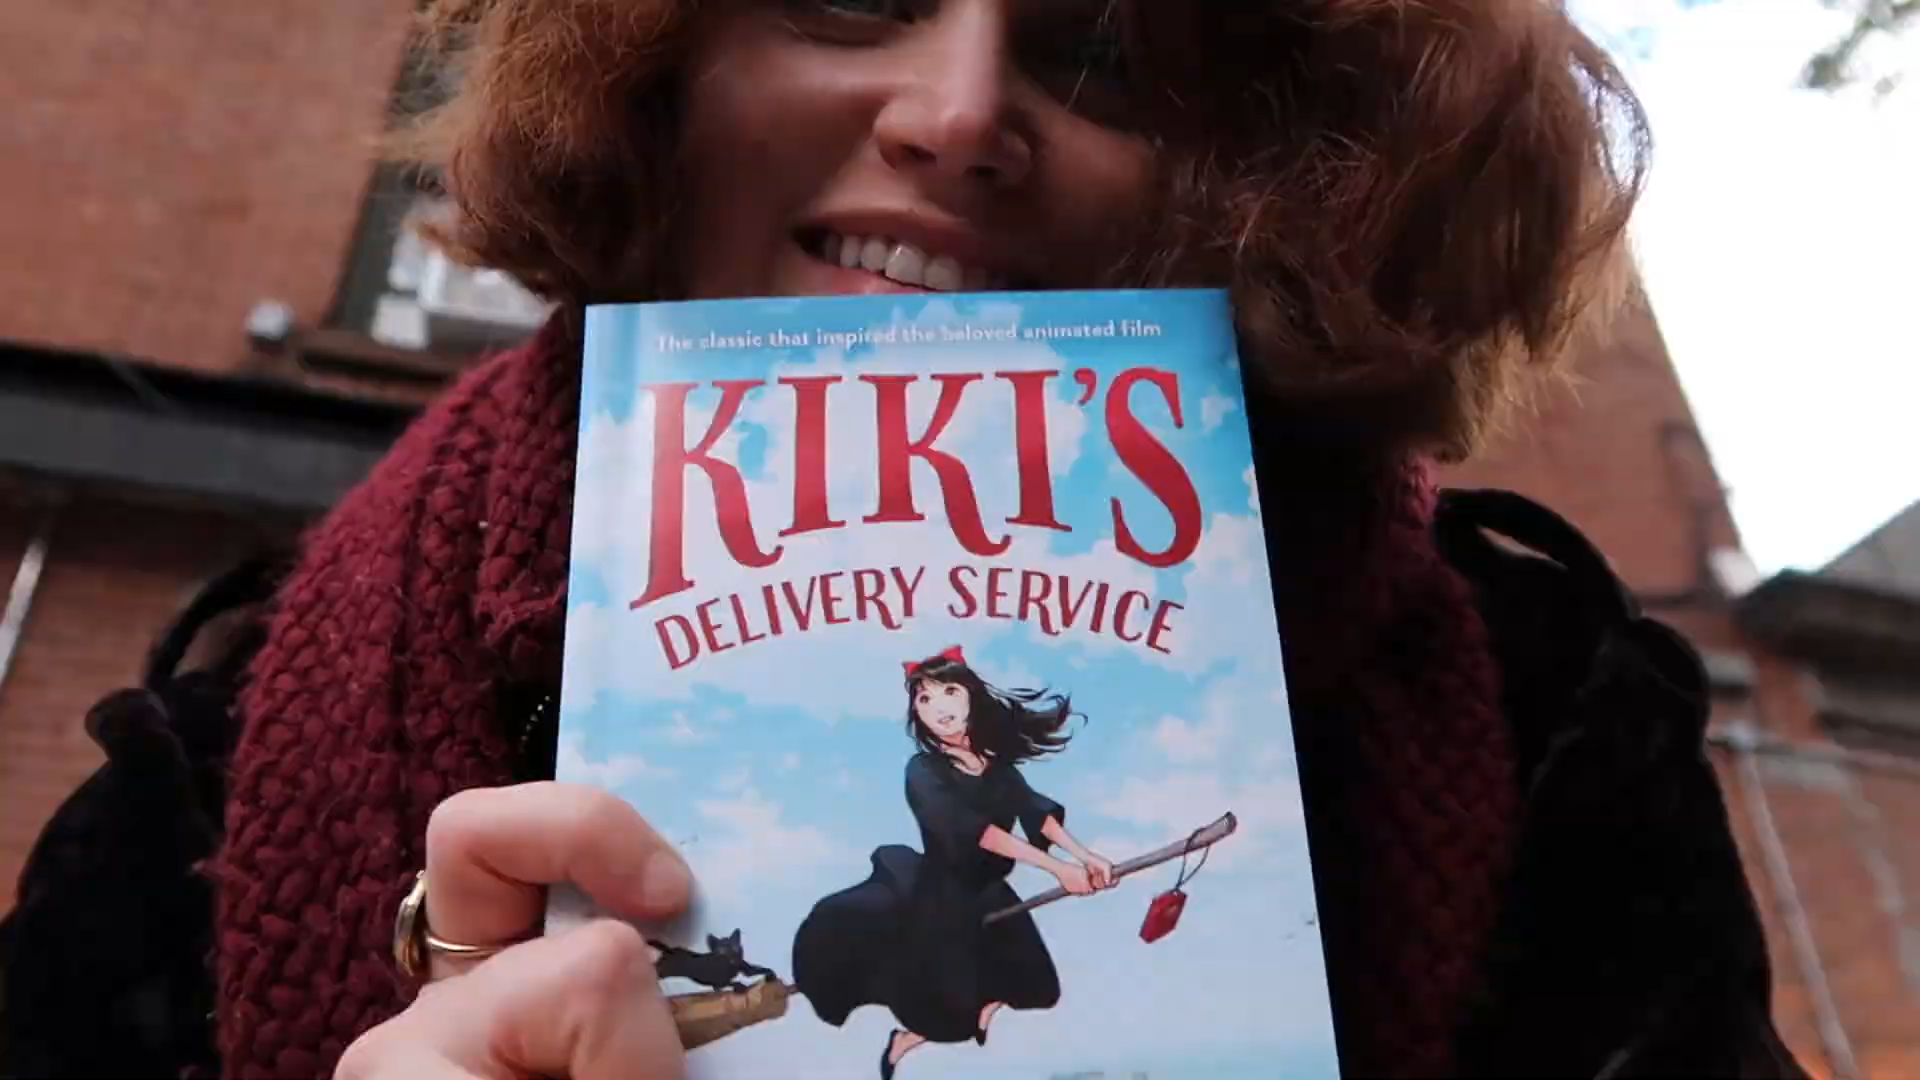 The classic that inspired the beloved animated film
KIKI'S
DELIVERY SERVICE